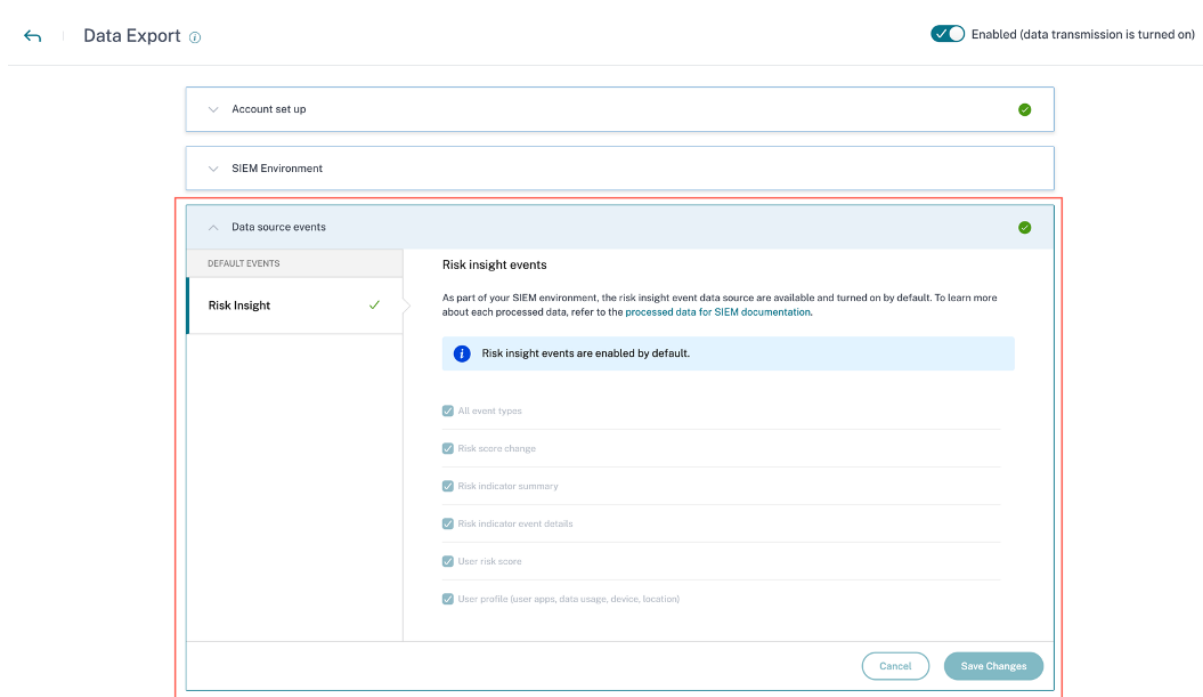 Data Export
Enabled (data transmission is turned on)
Account set up
SIEM Environment
Data source events
DEFAULT EVENTS
Risk Insight
Risk insight events
As part of your SIEM environment, the risk insight event data source are available and turned on by default. To learn more
about each processed data, refer to the processed data for SIEM documentation.
Risk insight events are enabled by default.
All event types
Risk score change
Risk indicator summary
Risk indicator event details
User risk score
User profile (user apps, data usage, device, location)
Cancel
Save Changes